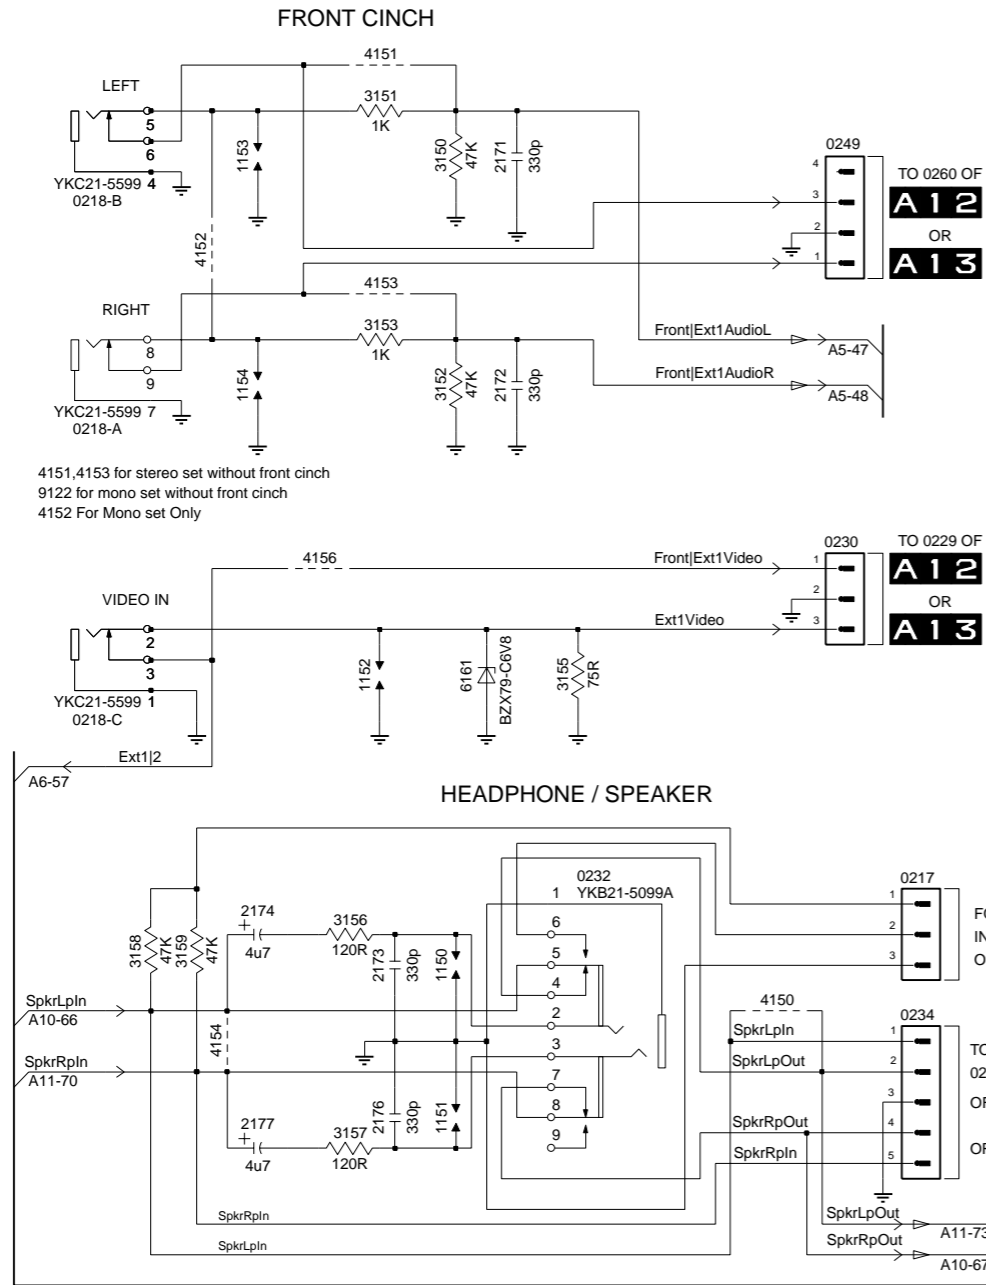 FRONT CINCH
4151
LEFT
5
6
YKC21-5599 4
0218-B
3151
1K
1153
3150
47K
2171
330p
0249
4
3
2
1
TO 0260 OF
A12
OR
A13
4152
4153
RIGHT
8
9
YKC21-5599 7
0218-A
3153
1K
1154
3152
47K
2172
330p
Front|Ext1AudioL
A5-47
Front|Ext1AudioR
A5-48
4151,4153 for stereo set without front cinch
9122 for mono set without front cinch
4152 For Mono set Only
4156
Front|Ext1Video
0230
1
2
3
TO 0229 OF
A12
OR
A13
VIDEO IN
2
3
YKC21-5599 1
0218-C
Ext1Video
1152
6161
BZX79-C6V8
3155
75R
Ext1|2
A6-57
HEADPHONE / SPEAKER
0232
1 YKB21-5099A
6
5
4
2
3
7
8
9
0217
1
2
3
3158
47K
3159
47K
2174
+
4u7
3156
120R
2173
330p
1150
SpkrLpIn
A10-66
4154
SpkrRpIn
A11-70
2177
+
4u7
3157
120R
2176
330p
1151
4150
SpkrLpIn
SpkrLpOut
SpkrRpOut
SpkrRpIn
0234
1
2
3
4
5
SpkrRpIn
SpkrLpIn
SpkrLpOut
A11-73
SpkrRpOut
A10-67